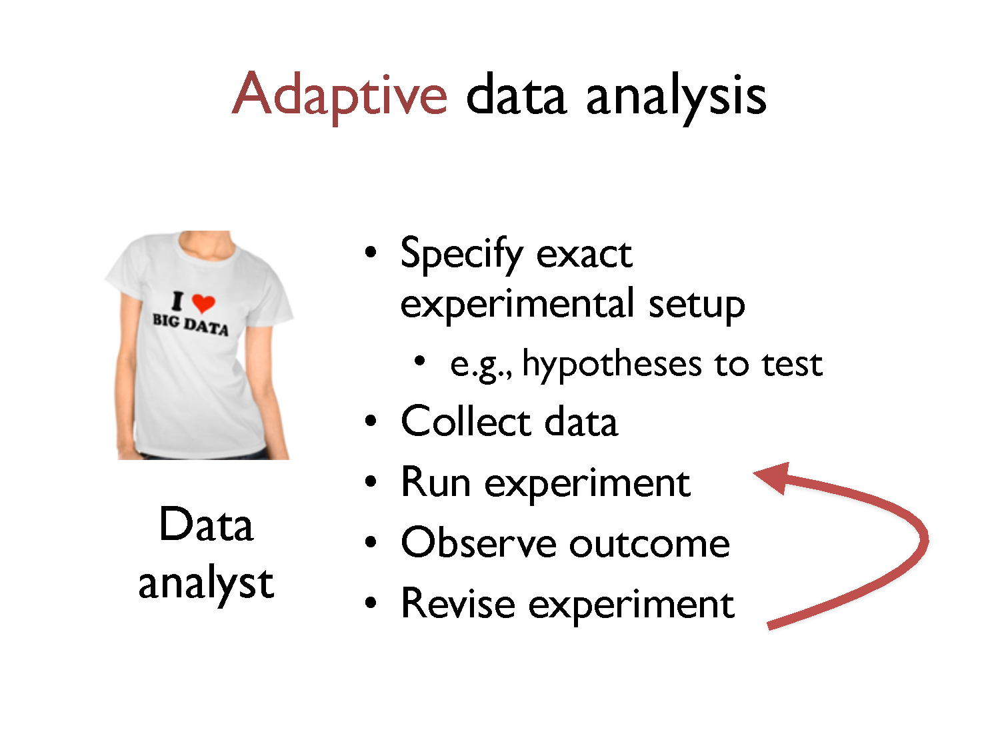 Adaptive data analysis
I ❤
BIG DATA
Data
analyst
• Specify exact
experimental setup
• e.g., hypotheses to test
• Collect data
• Run experiment
• Observe outcome
• Revise experiment